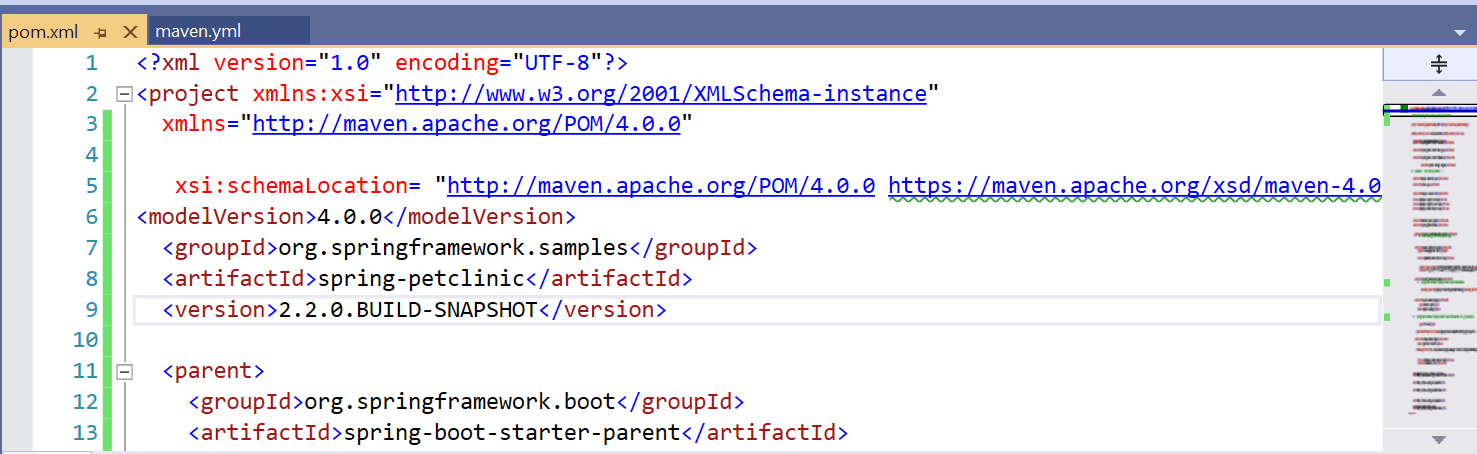 pom.xml
maven.yml
1 <?xml version="1.0" encoding="UTF-8"?>
2 <project xmlns:xsi="http://www.w3.org/2001/XMLSchema-instance"
3 xmlns="http://maven.apache.org/POM/4.0.0"
4
5 xsi:schemaLocation= "http://maven.apache.org/POM/4.0.0 https://maven.apache.org/xsd/maven-4.0
6 <modelVersion>4.0.0</modelVersion>
7 <groupId>org.springframework.samples</groupId>
8 <artifactId>spring-petclinic</artifactId>
9 <version>2.2.0.BUILD-SNAPSHOT</version>
10
11 <parent>
12 <groupId>org.springframework.boot</groupId>
13 <artifactId>spring-boot-starter-parent</artifactId>